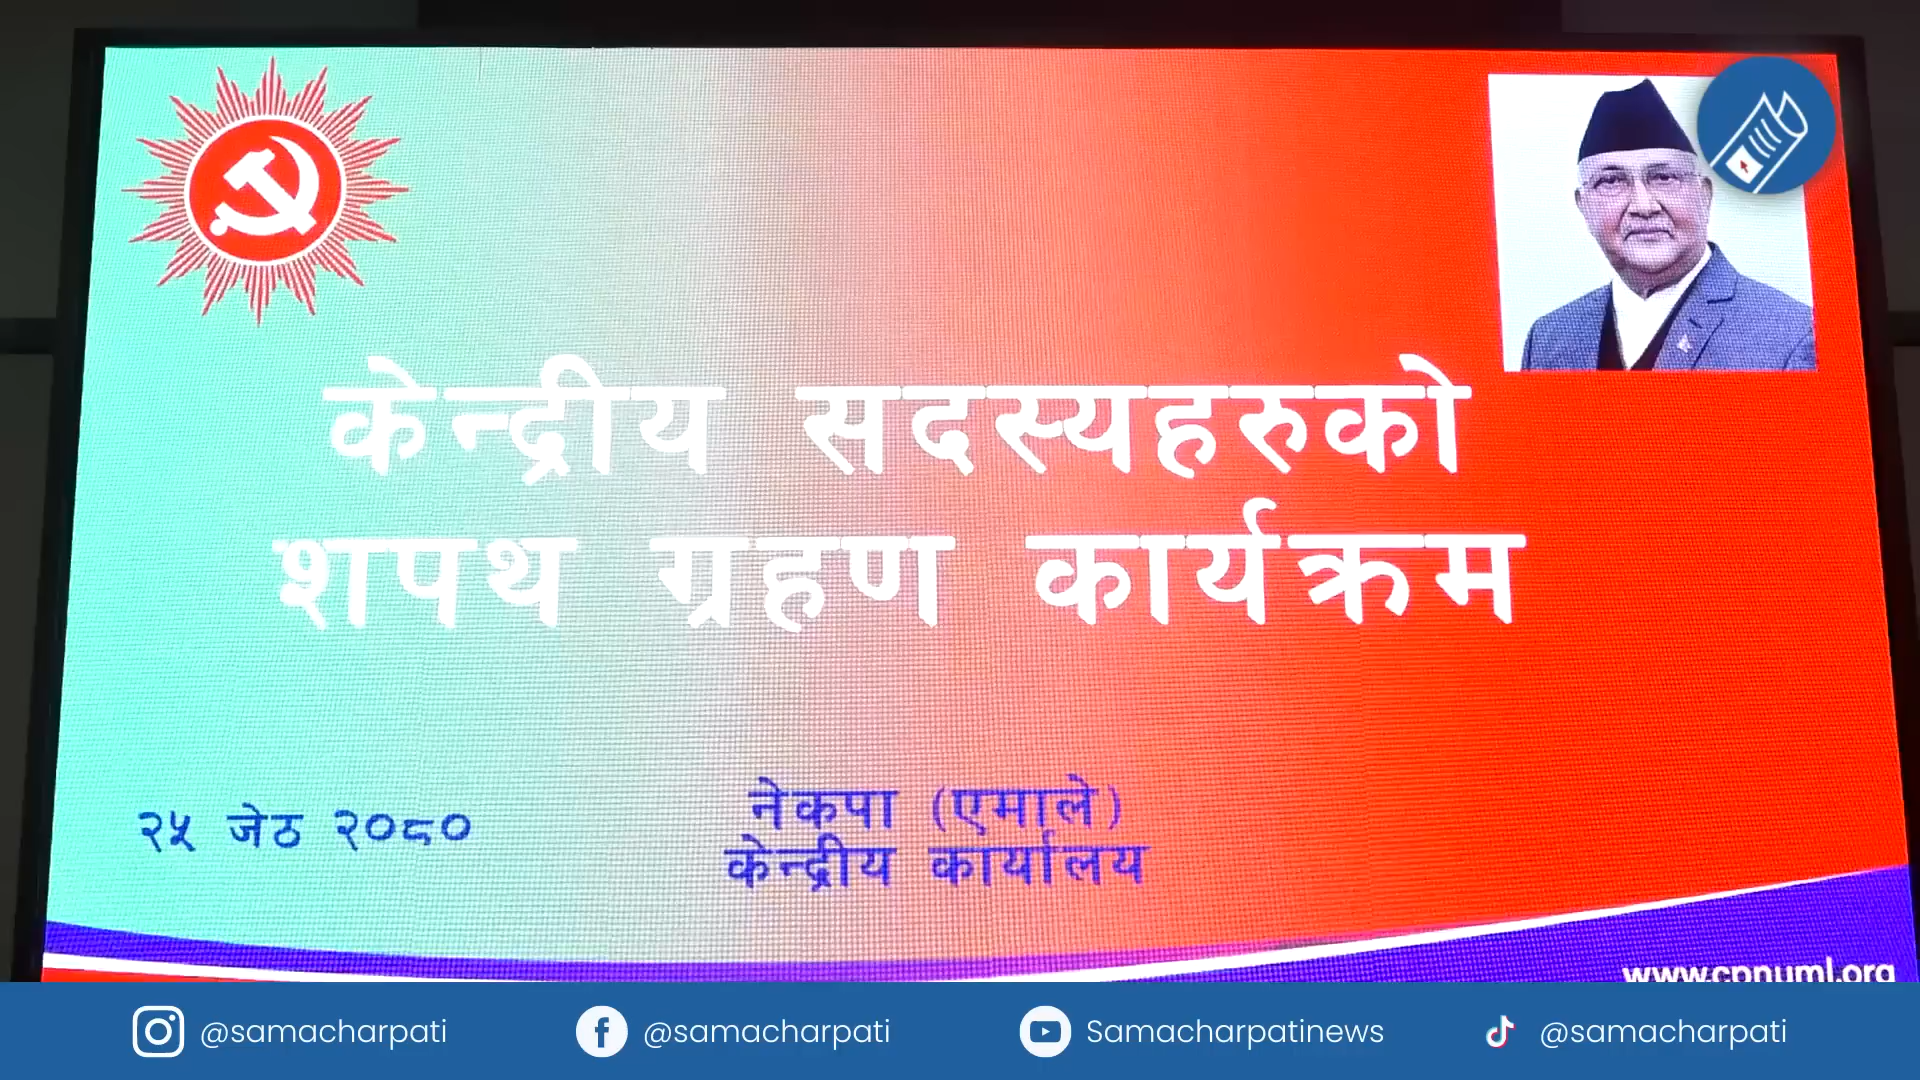 केन्द्रीय सदस्यहरुको
शपथ ग्रहण कार्यक्रम
२५ जेठ २०८०
नेकपा (एमाले)
केन्द्रीय कार्यालय
www.cpnuml.org
@samacharpati
@samacharpati
Samacharpatinews
@samacharpati